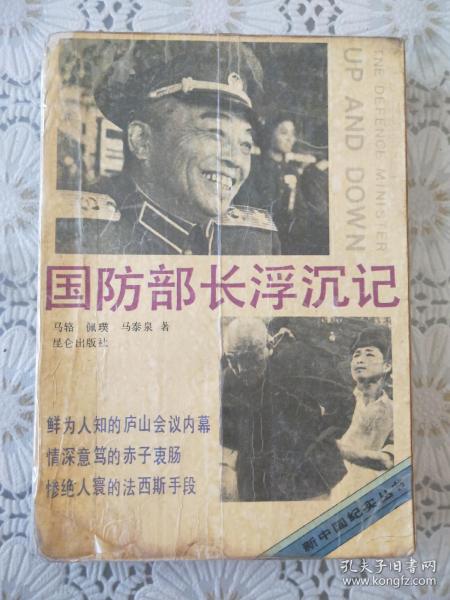 THE DEFENCE MINISTER
UP AND DOWN
国防部长浮沉记
马辂 佩璞 马泰泉 著
昆仑出版社
鲜为人知的庐山会议内幕
情深意笃的赤子衷肠
惨绝人寰的法西斯手段
新中国纪实丛书
孔夫子旧书网
www.kongfz.com